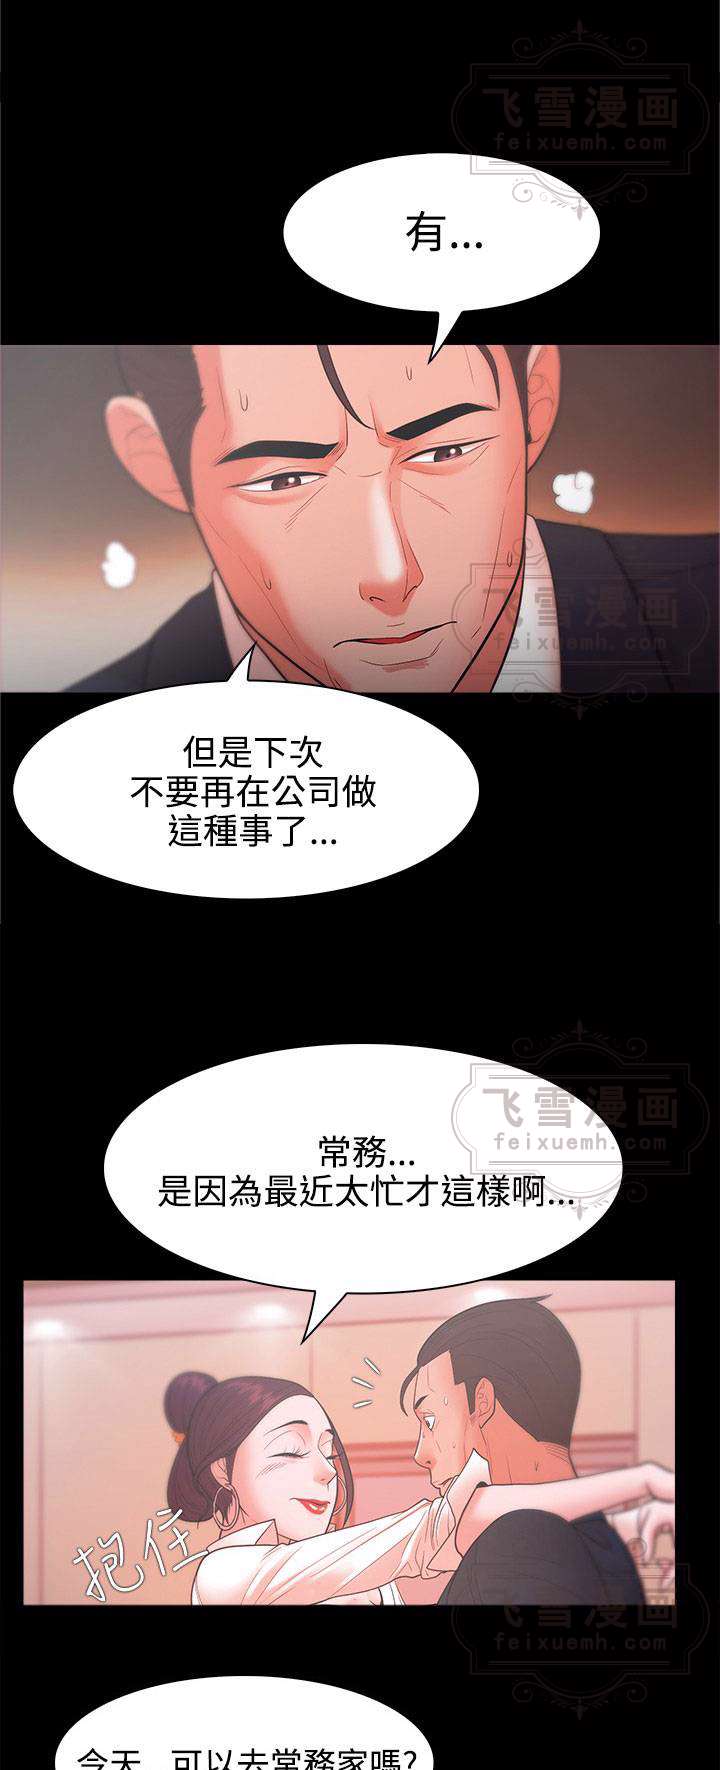 飞雪漫画
feixuemh.com
有...
飞雪漫画
feixuemh.com
但是下次
不要再在公司做
這種事了...
飞雪漫画
feixuemh.com
常務...
是因為最近太忙才這樣啊...
抱住
飞雪漫画
feixuemh.com
今天...可以去常務家嗎?